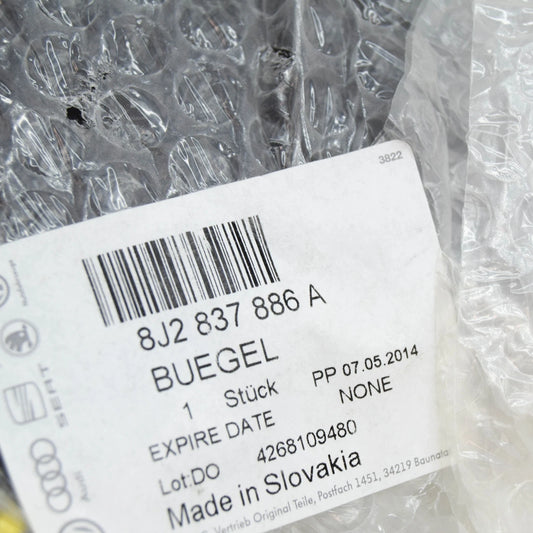 3822
8J2 837 886 A
BUEGEL
1 Stück PP 07.05.2014
EXPIRE DATE NONE
Lot:DO 4268109480
Made in Slovakia
Vertrieb Original Teile, Postfach 1451, 34219
SEAT
Audi